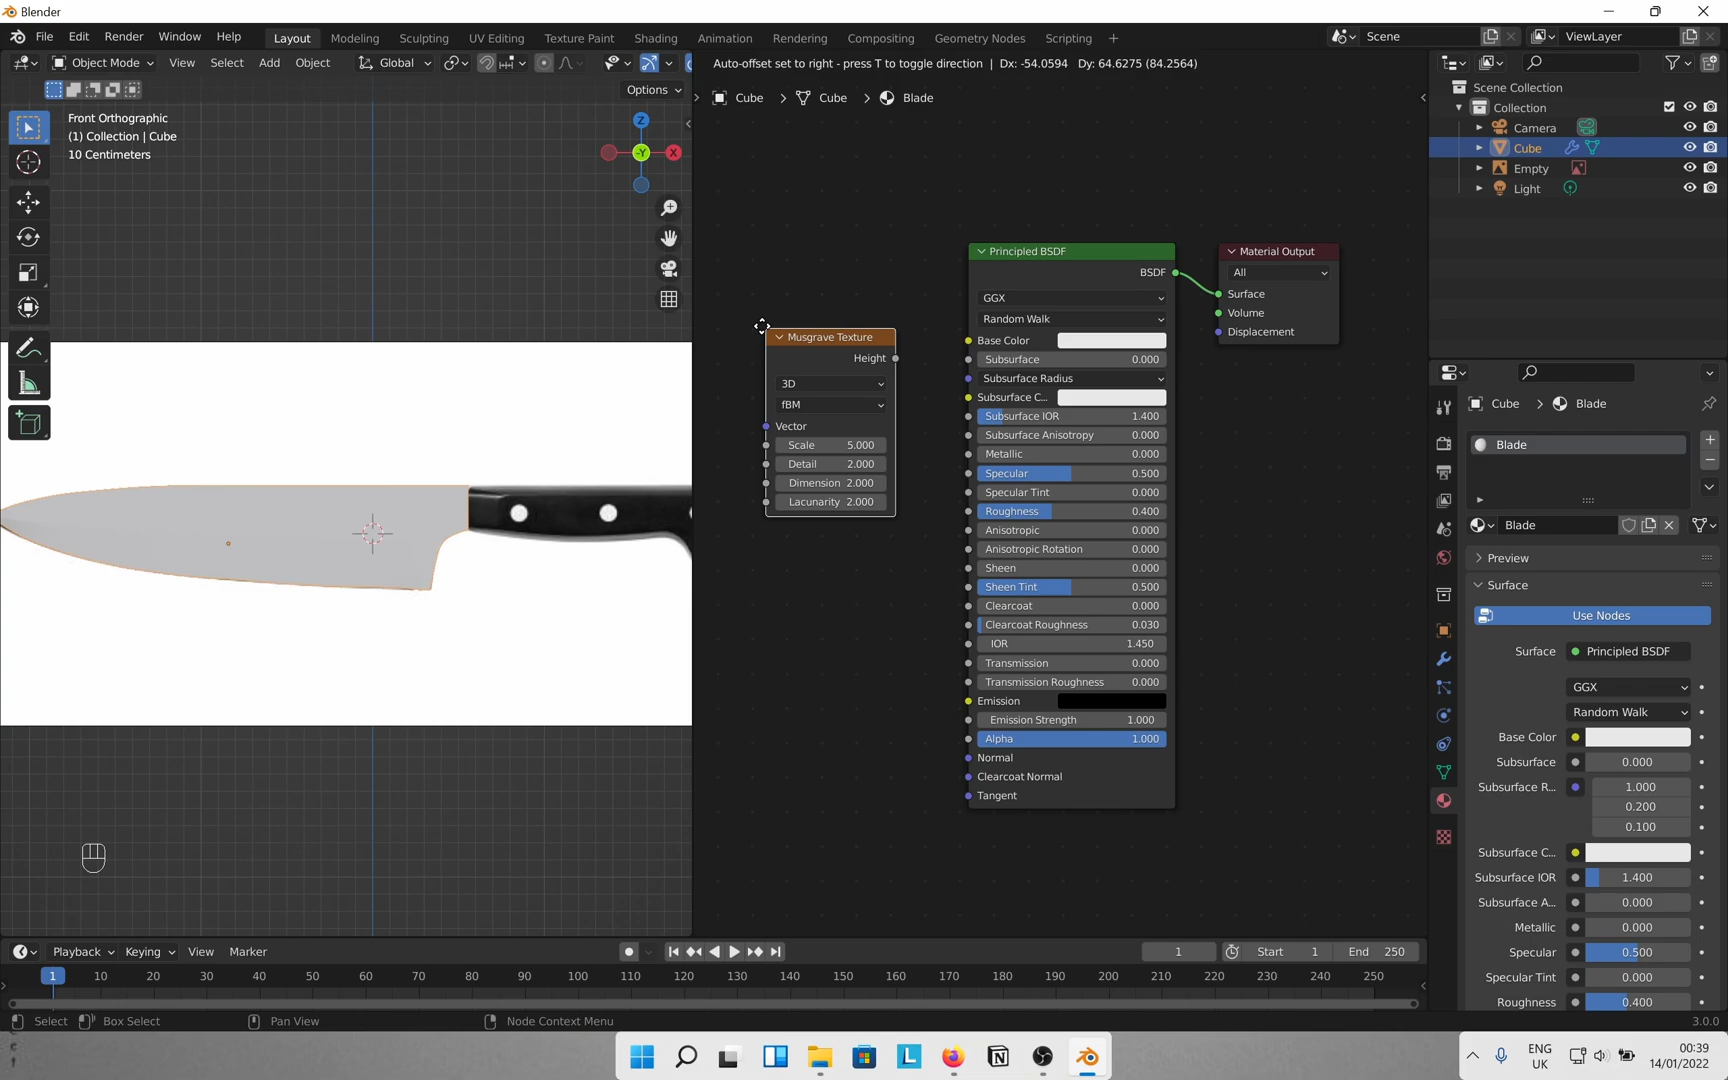 Blender
File Edit Render Window Help Layout Modeling Sculpting UV Editing Texture Paint Shading Animation Rendering Compositing Geometry Nodes Scripting + Scene ViewLayer
Object Mode View Select Add Object Global
Auto-offset set to right - press T to toggle direction | Dx: -54.0594 Dy: 64.6275 (84.2564)
Options
Cube > Cube > Blade
Front Orthographic
(1) Collection | Cube
10 Centimeters
Z
-Y
X
Musgrave Texture
Height
3D
fBM
Vector
Scale 5.000
Detail 2.000
Dimension 2.000
Lacunarity 2.000
Principled BSDF
BSDF
GGX
Random Walk
Base Color
Subsurface 0.000
Subsurface Radius
Subsurface C...
Subsurface IOR 1.400
Subsurface Anisotropy 0.000
Metallic 0.000
Specular 0.500
Specular Tint 0.000
Roughness 0.400
Anisotropic 0.000
Anisotropic Rotation 0.000
Sheen 0.000
Sheen Tint 0.500
Clearcoat 0.000
Clearcoat Roughness 0.030
IOR 1.450
Transmission 0.000
Transmission Roughness 0.000
Emission
Emission Strength 1.000
Alpha 1.000
Normal
Clearcoat Normal
Tangent
Material Output
All
Surface
Volume
Displacement
Scene Collection
Collection
Camera
Cube
Empty
Light
Cube > Blade
Blade
Blade
Preview
Surface
Use Nodes
Surface Principled BSDF
GGX
Random Walk
Base Color
Subsurface 0.000
Subsurface R... 1.000
0.200
0.100
Subsurface C...
Subsurface IOR 1.400
Subsurface A... 0.000
Metallic 0.000
Specular 0.500
Specular Tint 0.000
Roughness 0.400
Playback Keying View Marker
1 Start 1 End 250
1 10 20 30 40 50 60 70 80 90 100 110 120 130 140 150 160 170 180 190 200 210 220 230 240 250
Select Box Select Pan View Node Context Menu 3.0.0
L
N
ENG
UK
00:39
14/01/2022